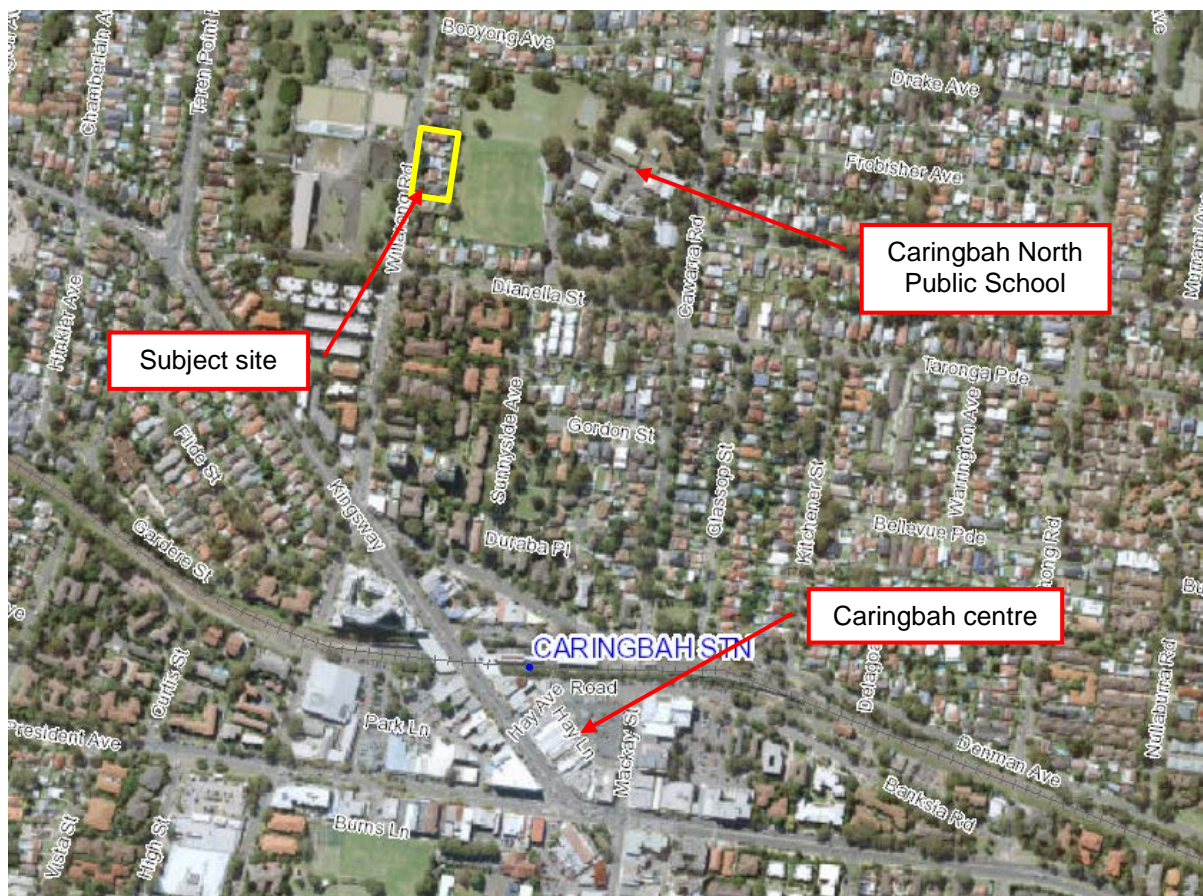 Booyong Ave
Chamberlain A
Taren Point
Drake Ave
Frobisher Ave
Willarong Rd
Caringbah North
Public School
Cawarra Rd
Dianella St
Hinkler Ave
Subject site
Taronga Pde
Sunnyside Ave
Gordon St
Warrington Ave
Flide St
Kingsway
Glassop St
Kitchener St
Bellevue Pde
Duraba Pl
Gardere St
Caringbah centre
CARINGBAH STN
Road
Hay Ave
Hay Ln
Park Ln
Mackay St
Curtis St
President Ave
Denman Ave
Nullaburra Rd
Banksia Rd
Burns Ln
Vista St
High St